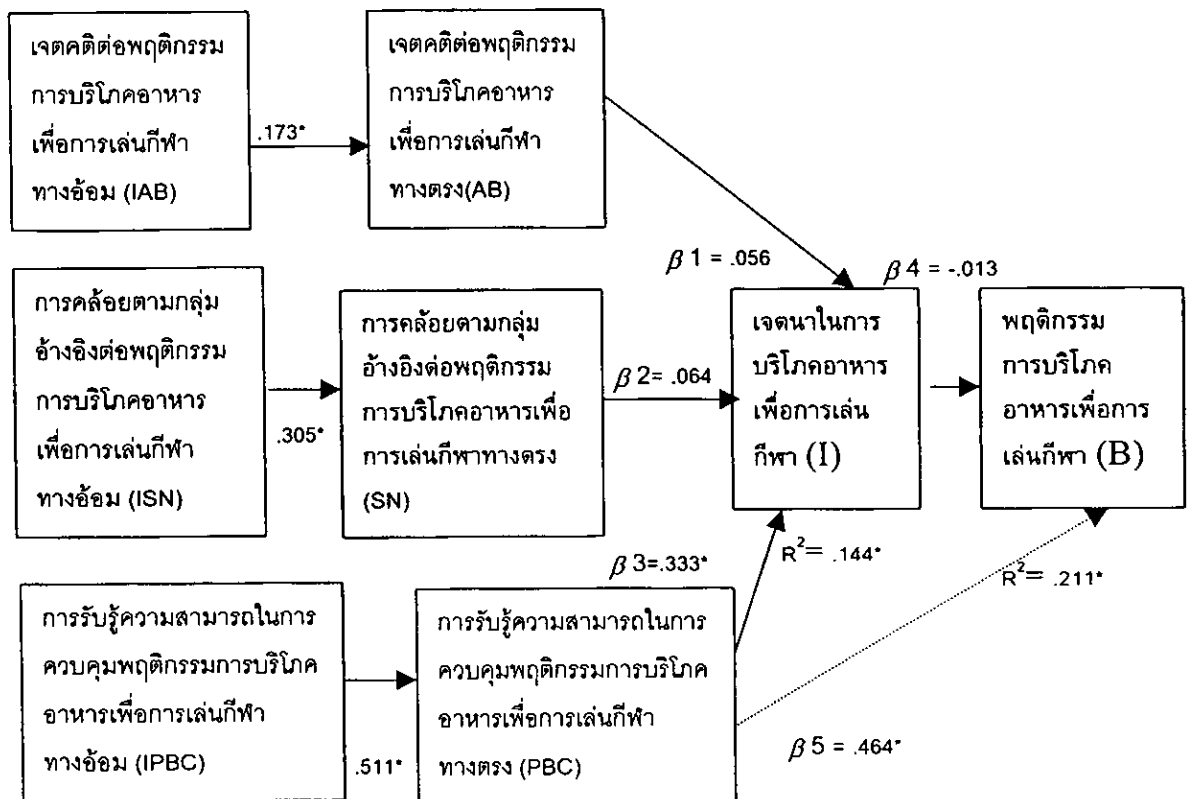 เจตคติต่อพฤติกรรม
การบริโภคอาหาร
เพื่อการเล่นกีฬา
ทางอ้อม (IAB)
.173*
เจตคติต่อพฤติกรรม
การบริโภคอาหาร
เพื่อการเล่นกีฬา
ทางตรง(AB)
β 1 = .056
β 4 = -.013
การคล้อยตามกลุ่ม
อ้างอิงต่อพฤติกรรม
การบริโภคอาหาร
เพื่อการเล่นกีฬา
ทางอ้อม (ISN)
.305*
การคล้อยตามกลุ่ม
อ้างอิงต่อพฤติกรรม
การบริโภคอาหารเพื่อ
การเล่นกีฬาทางตรง
(SN)
β 2= .064
เจตนาในการ
บริโภคอาหาร
เพื่อการเล่น
กีฬา (I)
พฤติกรรม
การบริโภค
อาหารเพื่อการ
เล่นกีฬา (B)
β 3=.333*
R²= .144*
R²= .211*
การรับรู้ความสามารถในการ
ควบคุมพฤติกรรมการบริโภค
อาหารเพื่อการเล่นกีฬา
ทางอ้อม (IPBC)
.511*
การรับรู้ความสามารถในการ
ควบคุมพฤติกรรมการบริโภค
อาหารเพื่อการเล่นกีฬา
ทางตรง (PBC)
β 5 = .464*